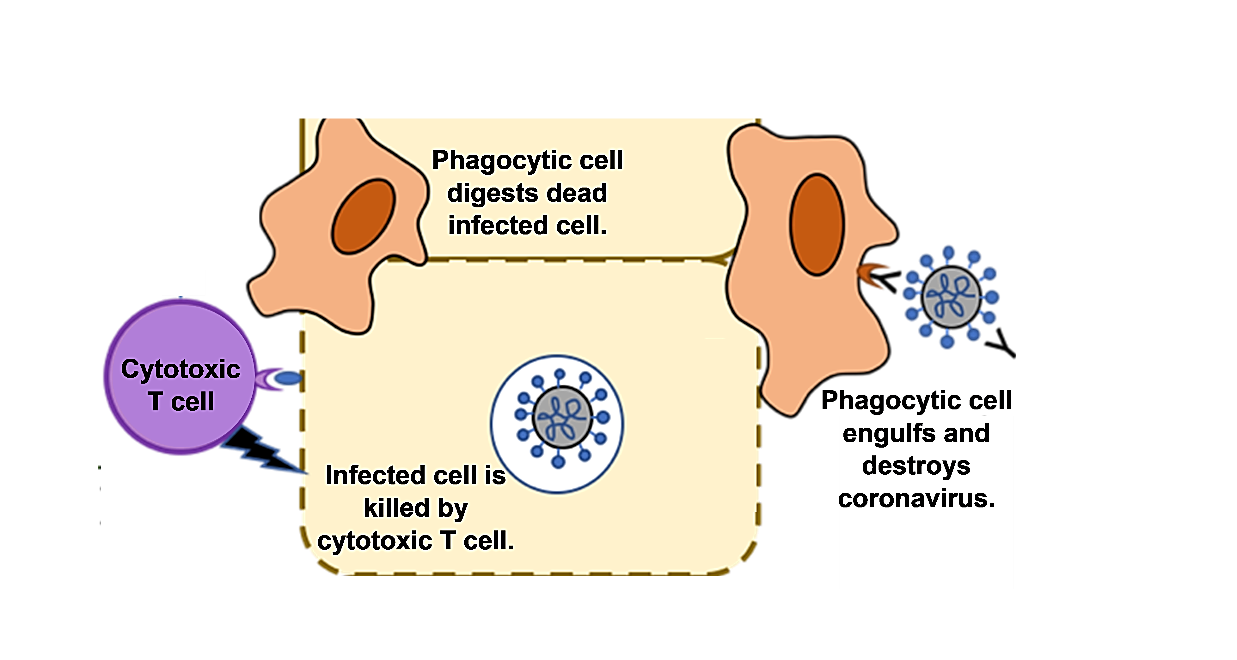 Phagocytic cell
digests dead
infected cell.
Cytotoxic
T cell
Infected cell is
killed by
cytotoxic T cell.
Phagocytic cell
engulfs and
destroys
coronavirus.